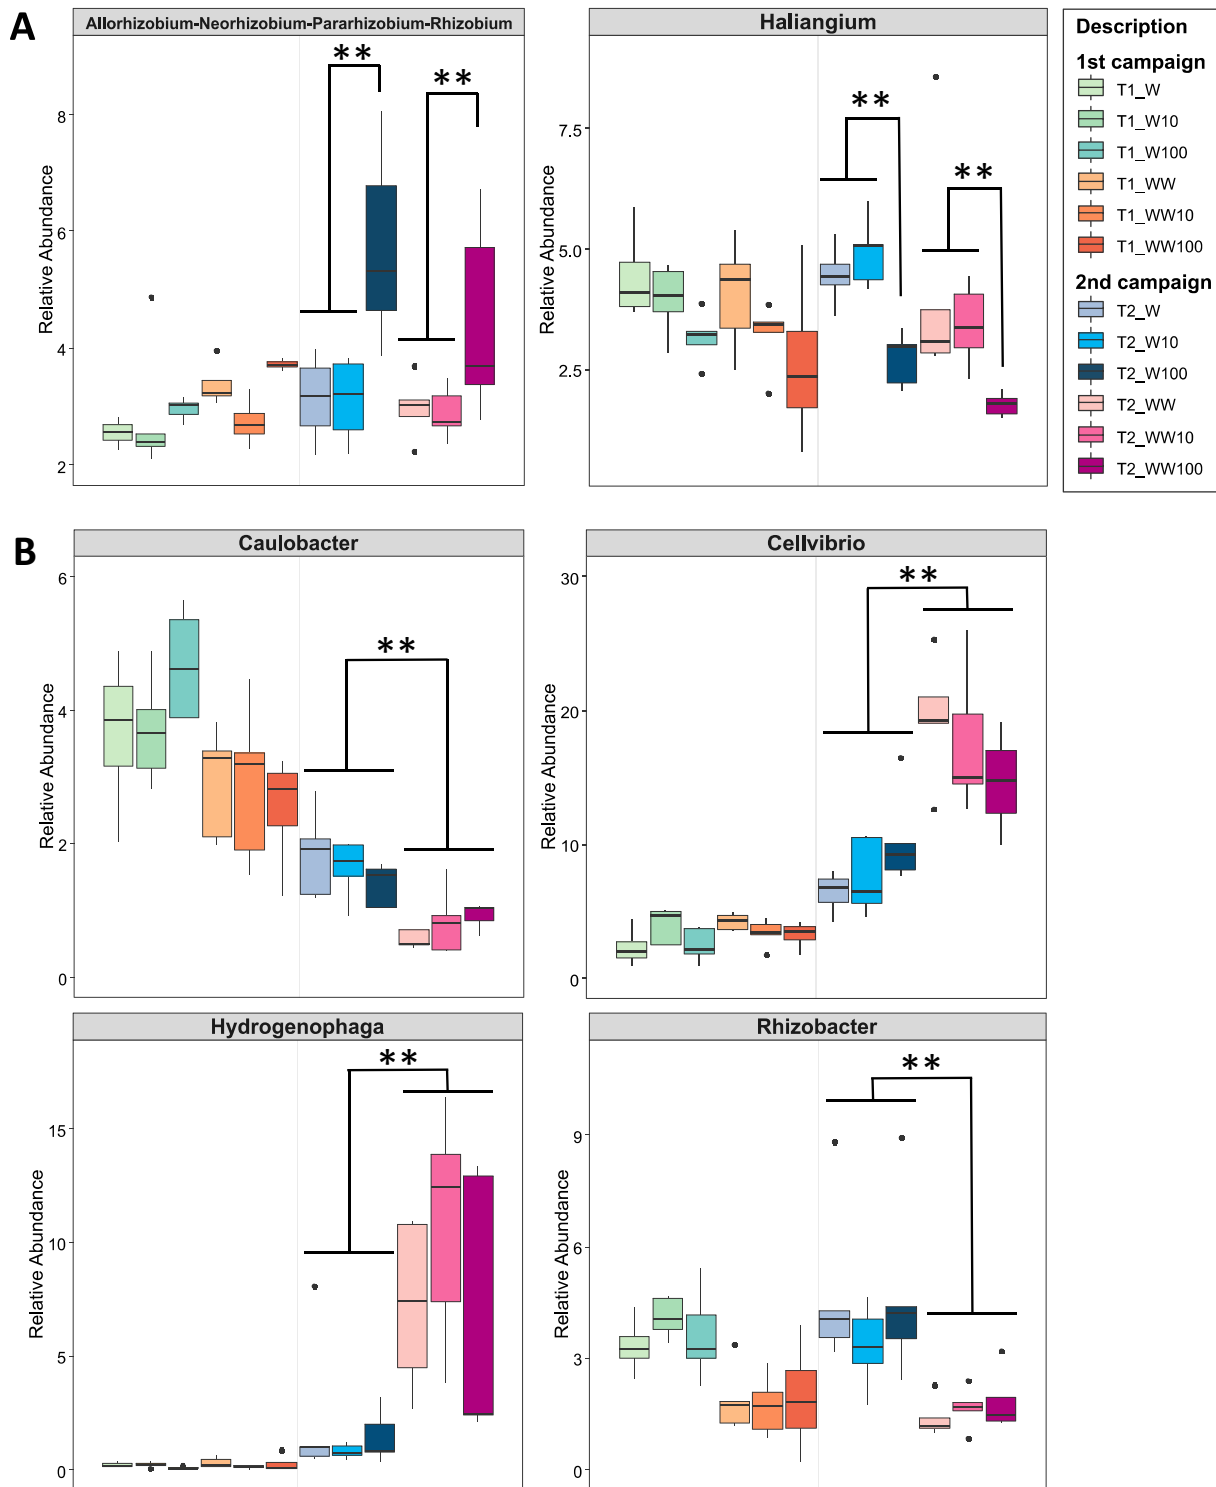 A
Allorhizobium-Neorhizobium-Pararhizobium-Rhizobium
Relative Abundance
8
6
4
2
**
**
Haliangium
Relative Abundance
7.5
5.0
2.5
**
**
Description
1st campaign
T1_W
T1_W10
T1_W100
T1_WW
T1_WW10
T1_WW100
2nd campaign
T2_W
T2_W10
T2_W100
T2_WW
T2_WW10
T2_WW100
B
Caulobacter
Relative Abundance
6
4
2
0
**
Cellvibrio
Relative Abundance
30
20
10
0
**
Hydrogenophaga
Relative Abundance
15
10
5
0
**
Rhizobacter
Relative Abundance
9
6
3
0
**